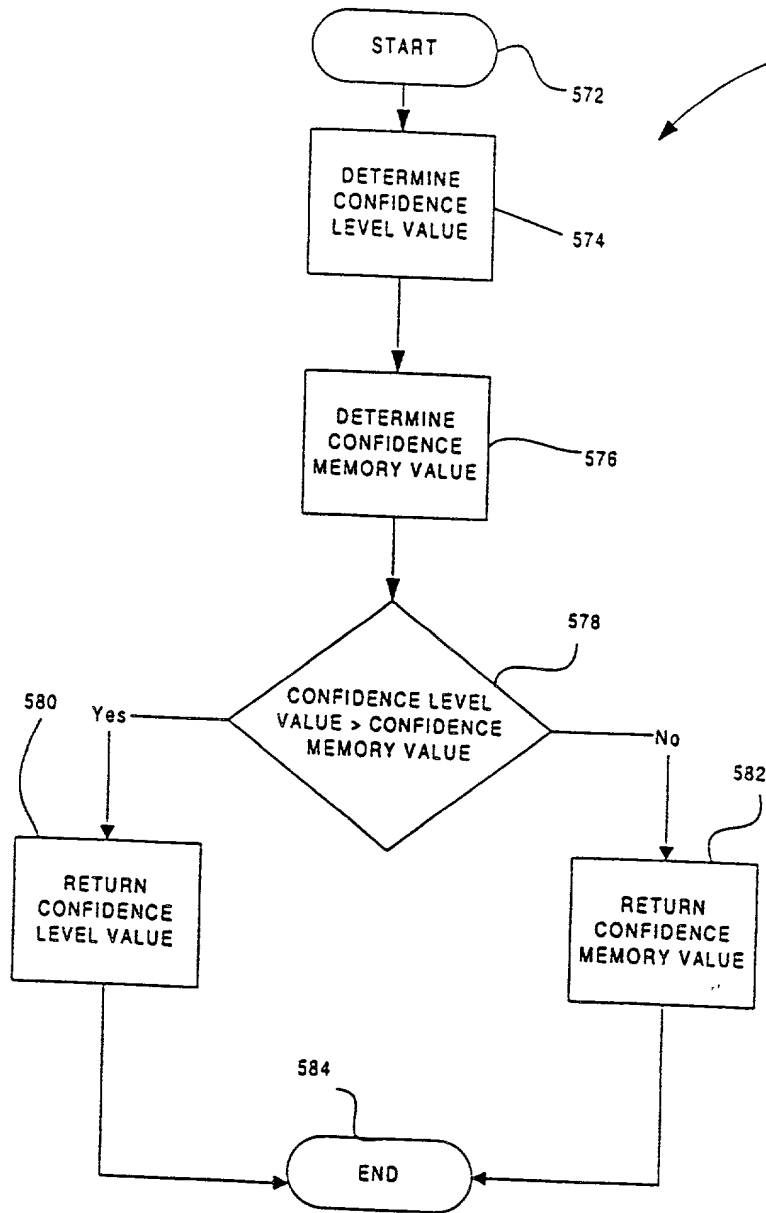 START
572
DETERMINE
CONFIDENCE
LEVEL VALUE
574
DETERMINE
CONFIDENCE
MEMORY VALUE
576
578
CONFIDENCE LEVEL
VALUE > CONFIDENCE
MEMORY VALUE
580
Yes
No
582
RETURN
CONFIDENCE
LEVEL VALUE
RETURN
CONFIDENCE
MEMORY VALUE
584
END